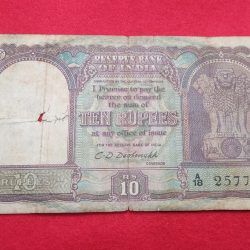 RESERVE BANK
OF INDIA
I Promise to pay the
bearer on demand
the sum of
TEN RUPEES
at any office of issue
FOR THE RESERVE BANK OF INDIA
C. D. Deshmukh
GOVERNOR
RS
10
A/18 2577